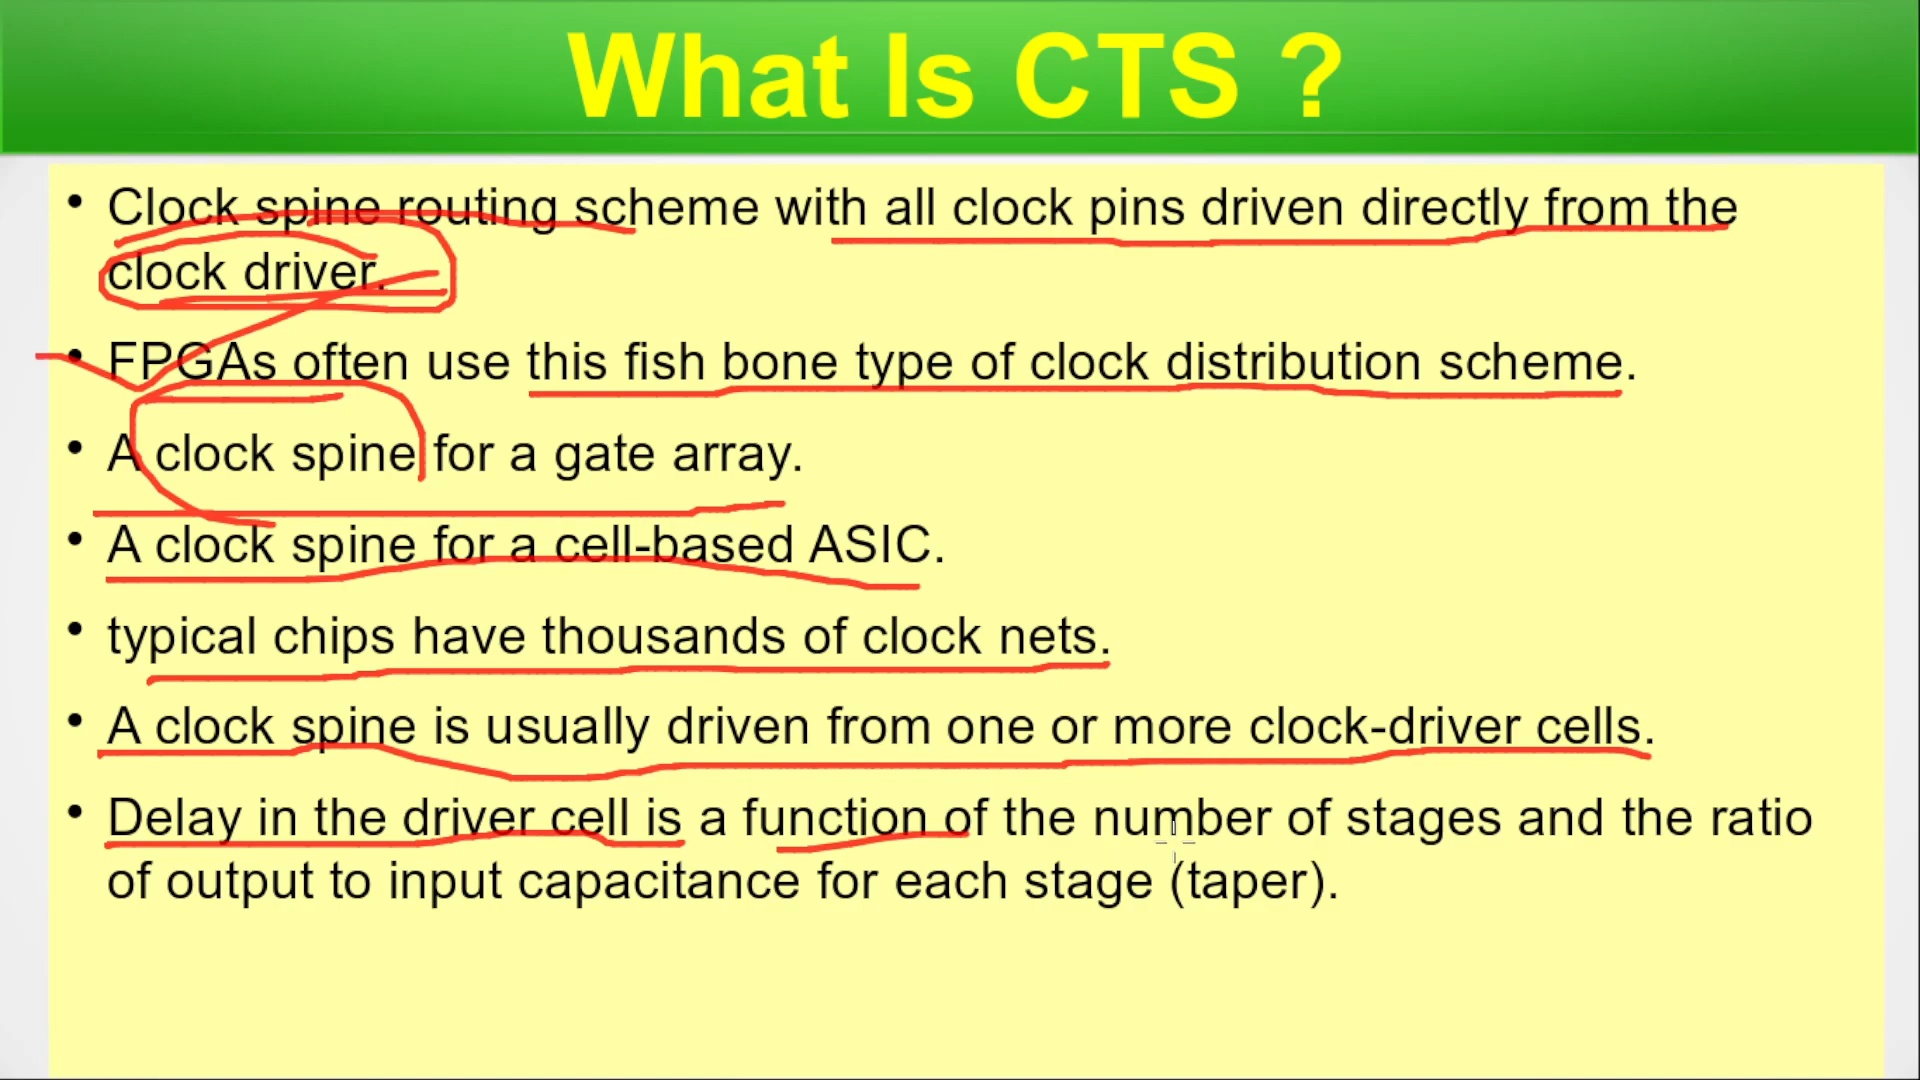 What Is CTS ?
• Clock spine routing scheme with all clock pins driven directly from the
clock driver.
• FPGAs often use this fish bone type of clock distribution scheme.
• A clock spine for a gate array.
• A clock spine for a cell-based ASIC.
• typical chips have thousands of clock nets.
• A clock spine is usually driven from one or more clock-driver cells.
• Delay in the driver cell is a function of the number of stages and the ratio
of output to input capacitance for each stage (taper).